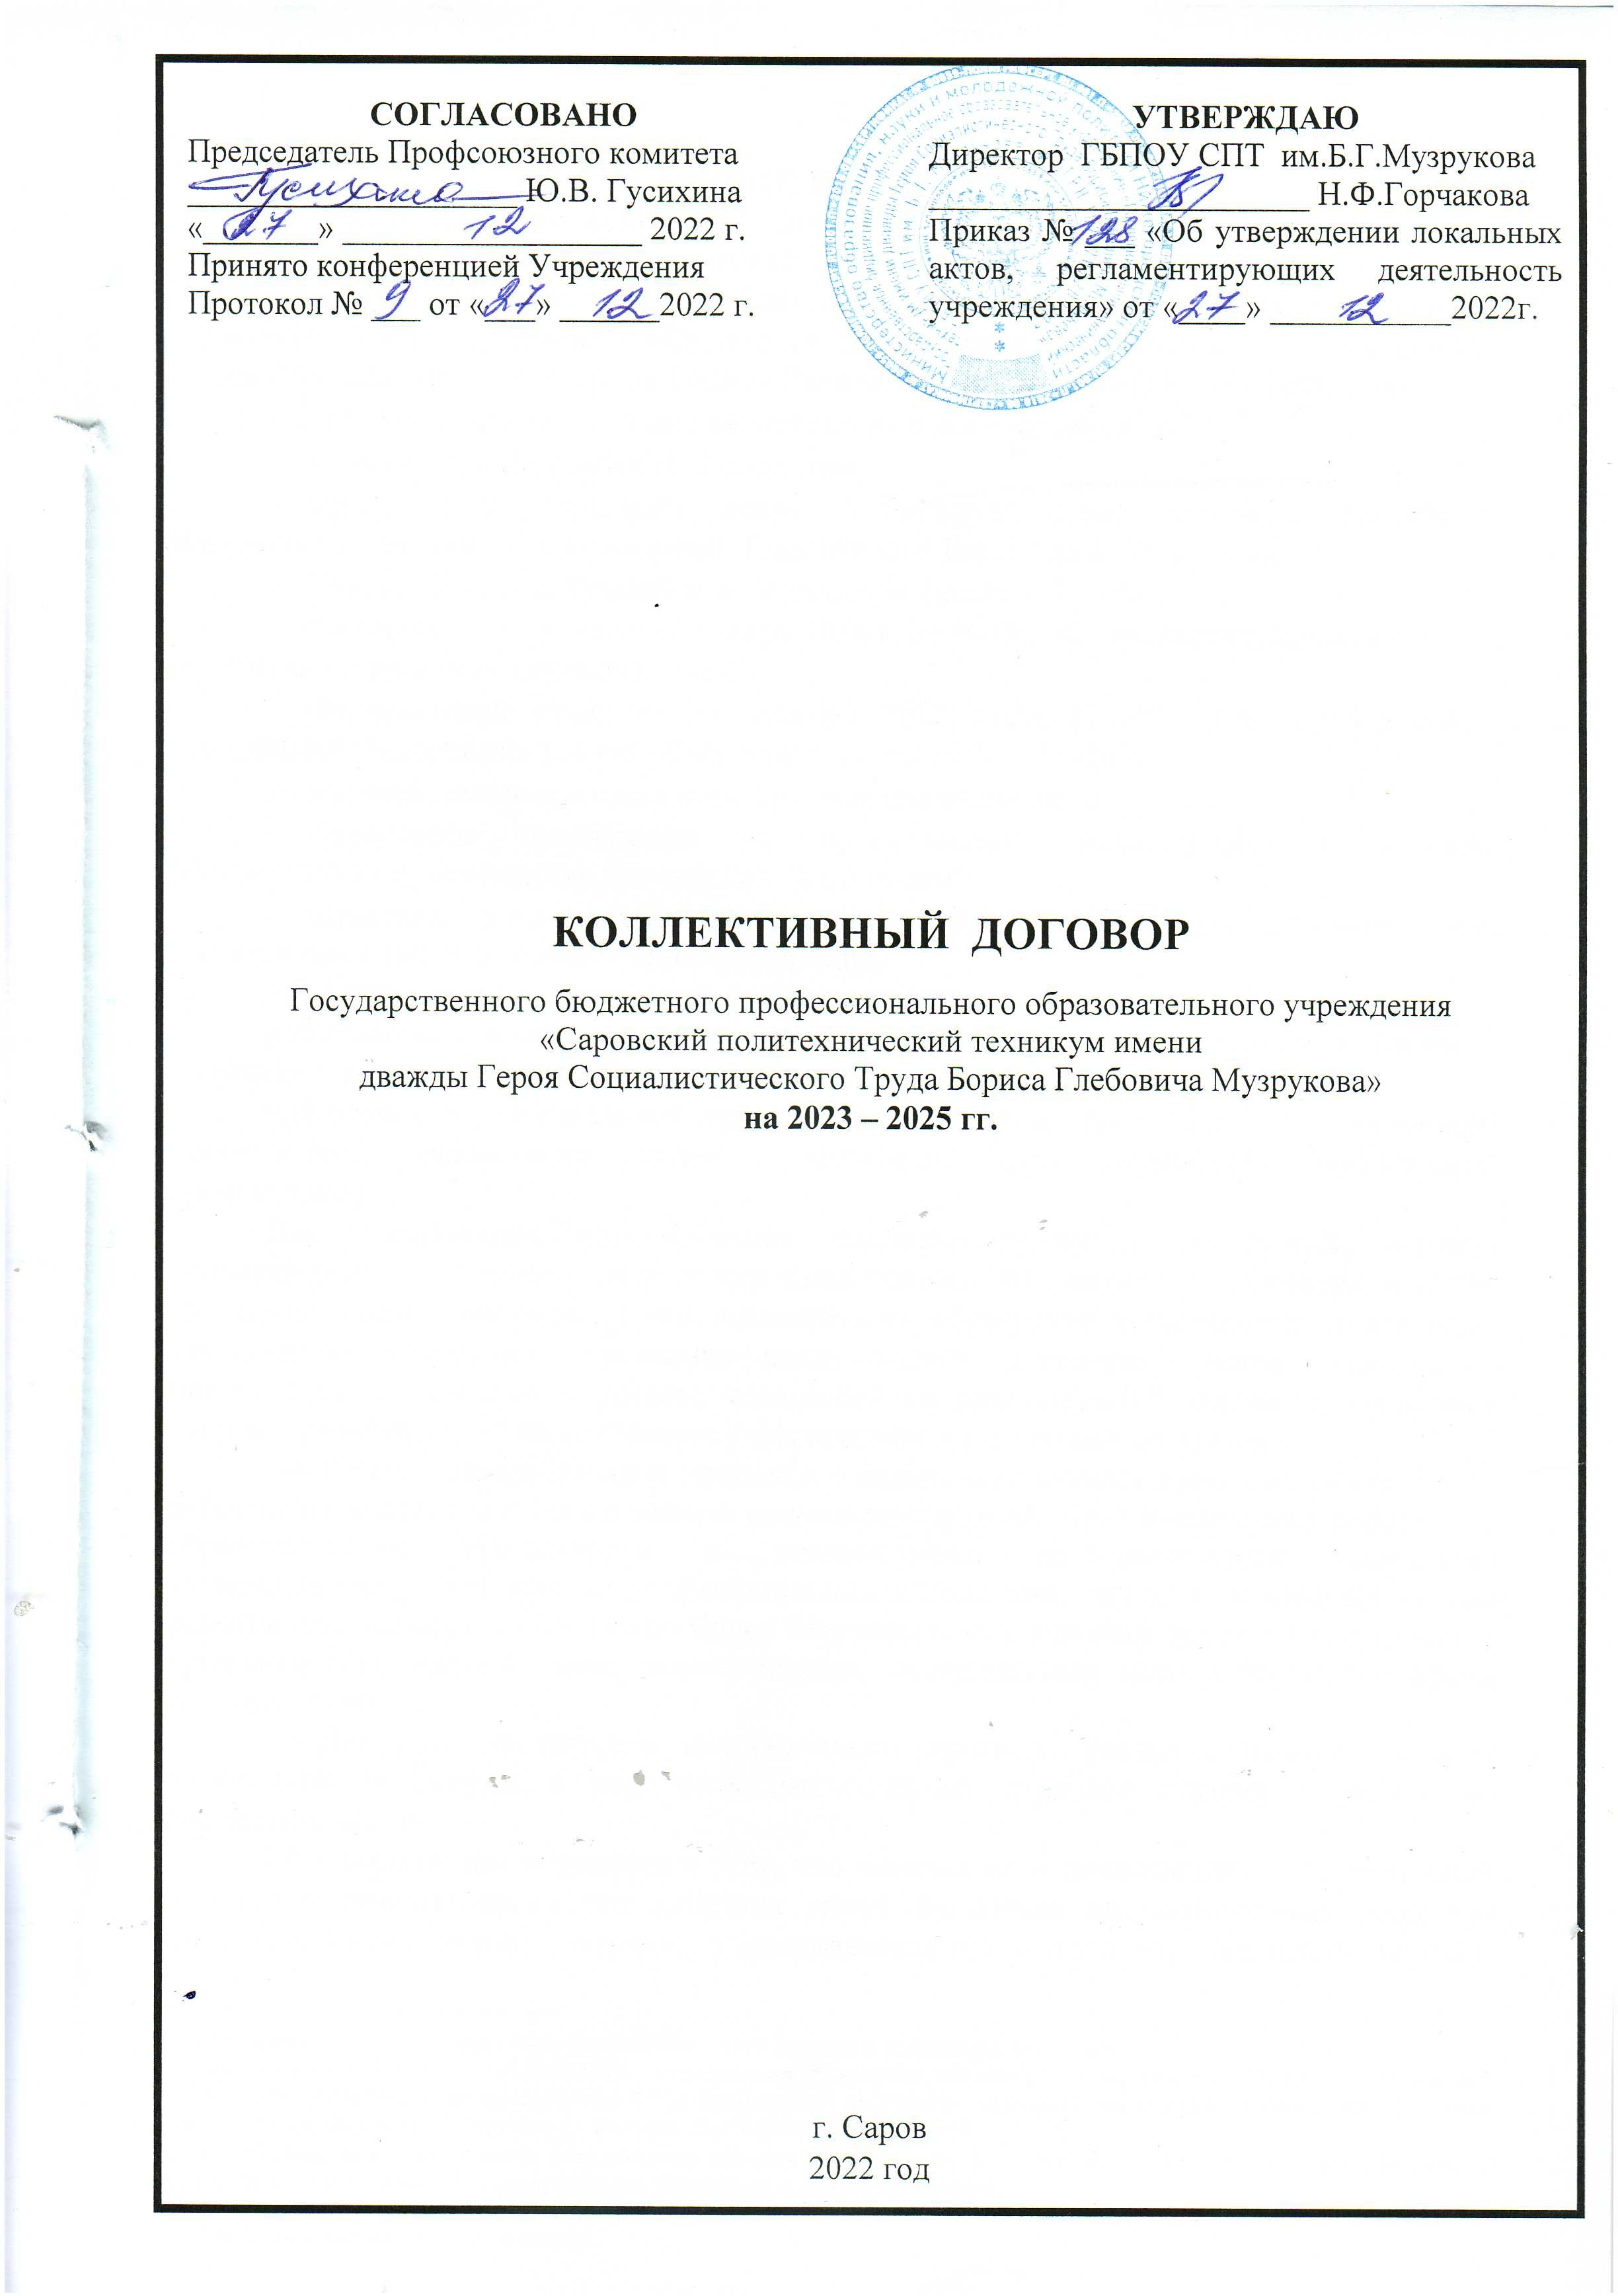 СОГЛАСОВАНО
Председатель Профсоюзного комитета
Ю.В. Гусихина
«27» 12 2022 г.
Принято конференцией Учреждения
Протокол № 9 от «27» 12 2022 г.
УТВЕРЖДАЮ
Директор ГБПОУ СПТ им.Б.Г.Музрукова
Н.Ф.Горчакова
Приказ № 128 «Об утверждении локальных
актов, регламентирующих деятельность
учреждения» от «27» 12 2022г.
КОЛЛЕКТИВНЫЙ ДОГОВОР
Государственного бюджетного профессионального образовательного учреждения
«Саровский политехнический техникум имени
дважды Героя Социалистического Труда Бориса Глебовича Музрукова»
на 2023 – 2025 гг.
г. Саров
2022 год